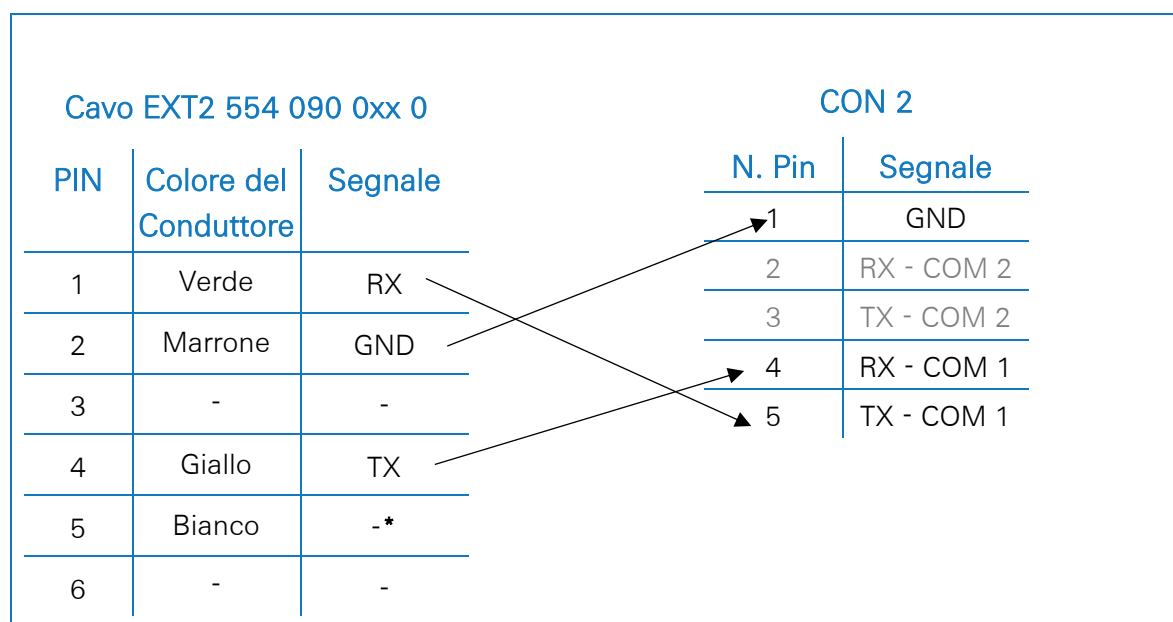 Cavo EXT2 554 090 0xx 0
PIN Colore del Conduttore Segnale
1 Verde RX
2 Marrone GND
3 - -
4 Giallo TX
5 Bianco -*
6 - -
CON 2
N. Pin Segnale
1 GND
2 RX - COM 2
3 TX - COM 2
4 RX - COM 1
5 TX - COM 1